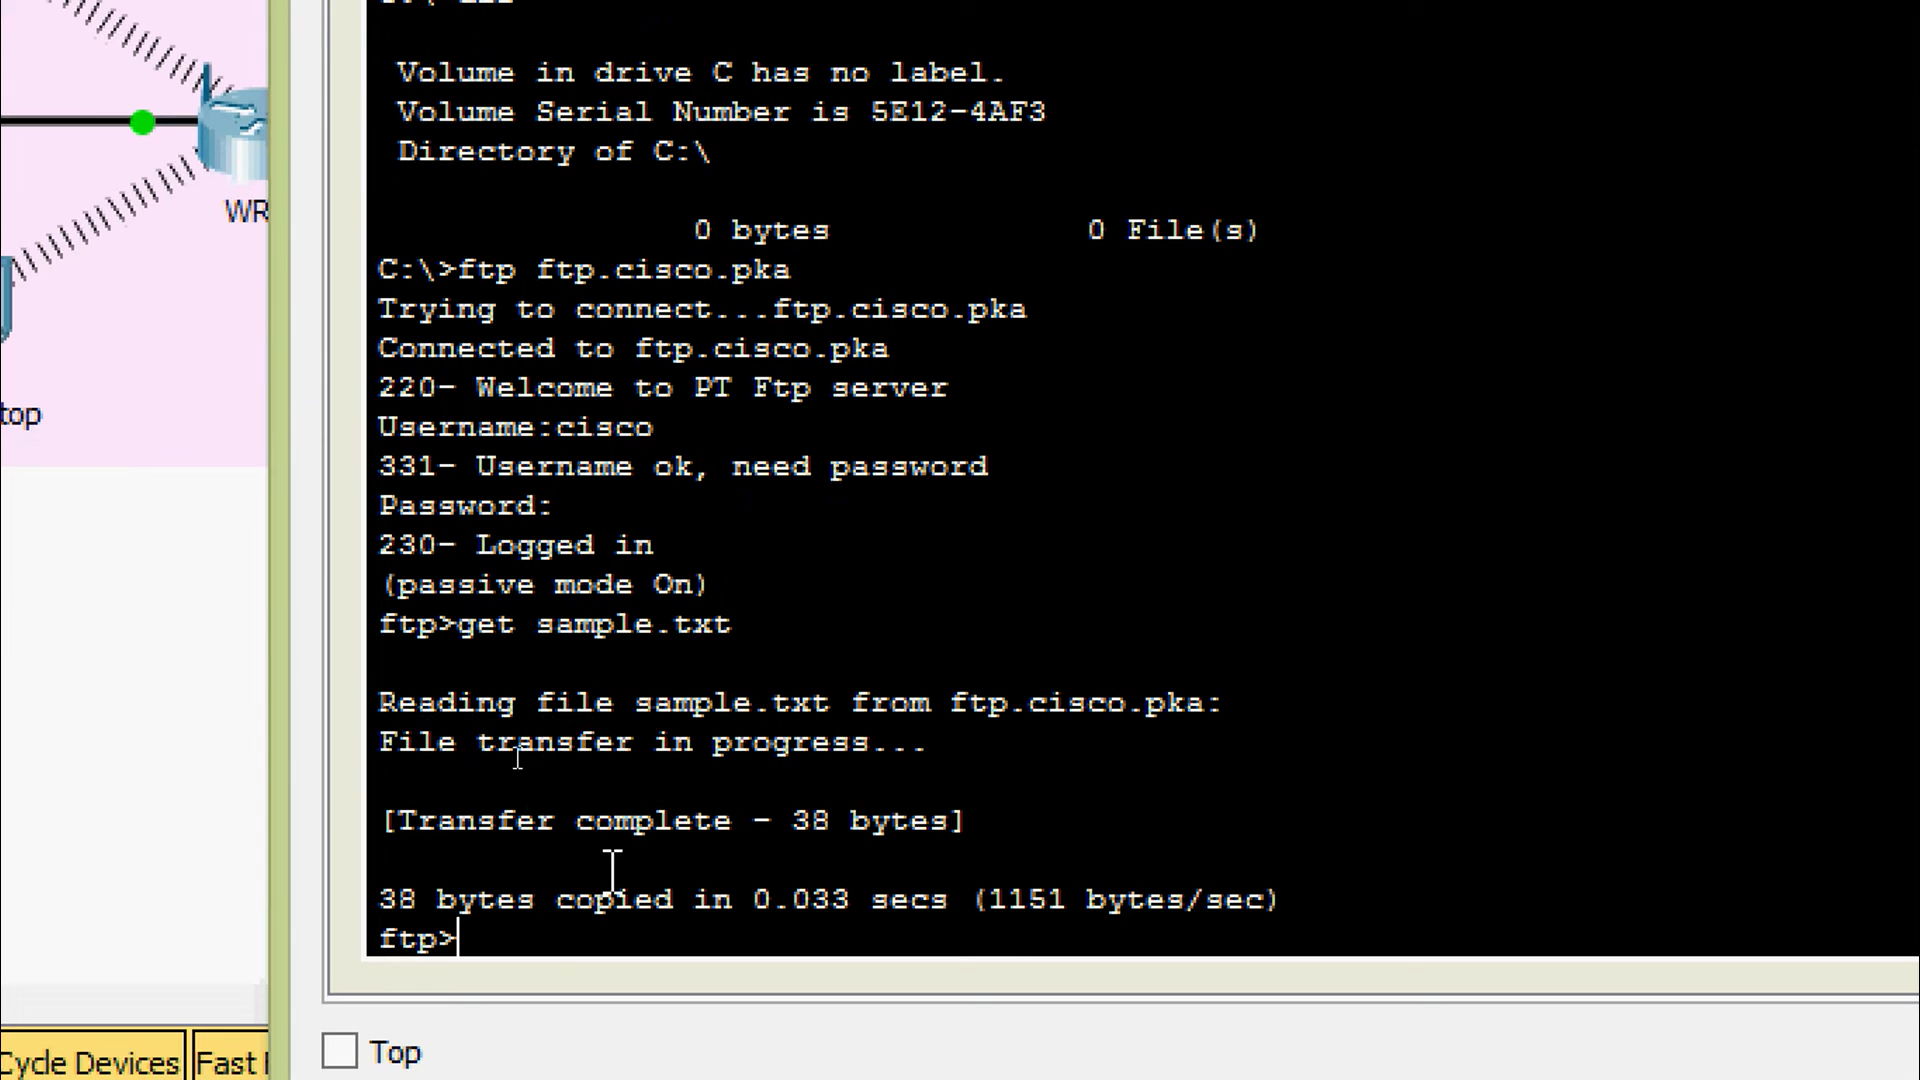 Volume in drive C has no label.
Volume Serial Number is 5E12-4AF3
Directory of C:\
0 bytes 0 File(s)
C:\>ftp ftp.cisco.pka
Trying to connect...ftp.cisco.pka
Connected to ftp.cisco.pka
220- Welcome to PT Ftp server
Username:cisco
331- Username ok, need password
Password:
230- Logged in
(passive mode On)
ftp>get sample.txt
Reading file sample.txt from ftp.cisco.pka:
File transfer in progress...
[Transfer complete - 38 bytes]
38 bytes copied in 0.033 secs (1151 bytes/sec)
ftp>
WR
top
Cycle Devices
Fast
Top